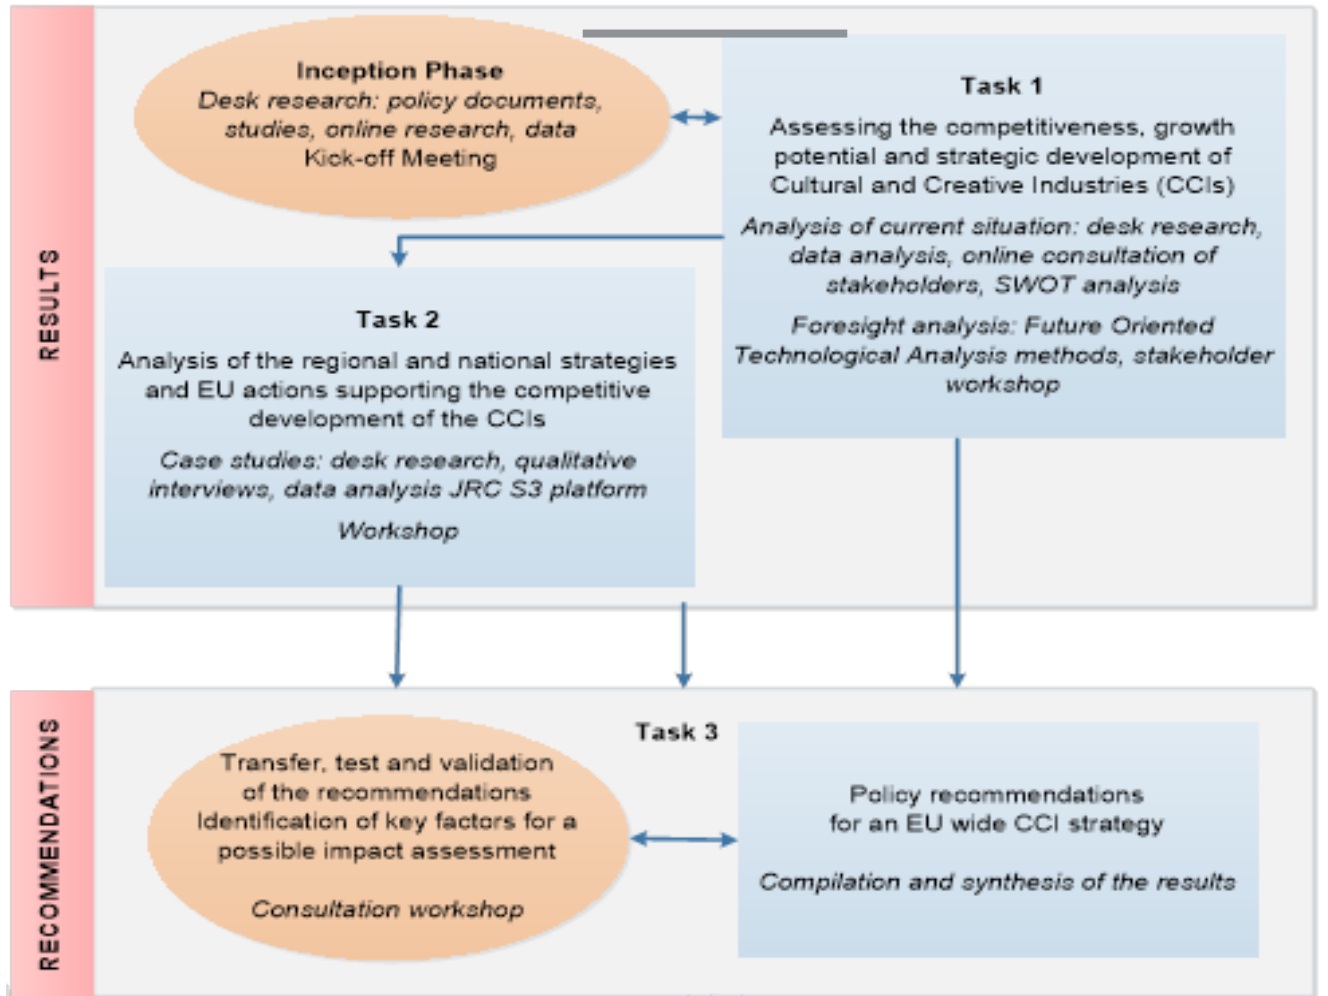 RESULTS
Inception Phase
Desk research: policy documents,
studies, online research, data
Kick-off Meeting
Task 1
Assessing the competitiveness, growth
potential and strategic development of
Cultural and Creative Industries (CCIs)
Analysis of current situation: desk research,
data analysis, online consultation of
stakeholders, SWOT analysis
Foresight analysis: Future Oriented
Technological Analysis methods, stakeholder
workshop
Task 2
Analysis of the regional and national strategies
and EU actions supporting the competitive
development of the CCIs
Case studies: desk research, qualitative
interviews, data analysis JRC S3 platform
Workshop
RECOMMENDATIONS
Task 3
Transfer, test and validation
of the recommendations
Identification of key factors for a
possible impact assessment
Consultation workshop
Policy recommendations
for an EU wide CCI strategy
Compilation and synthesis of the results